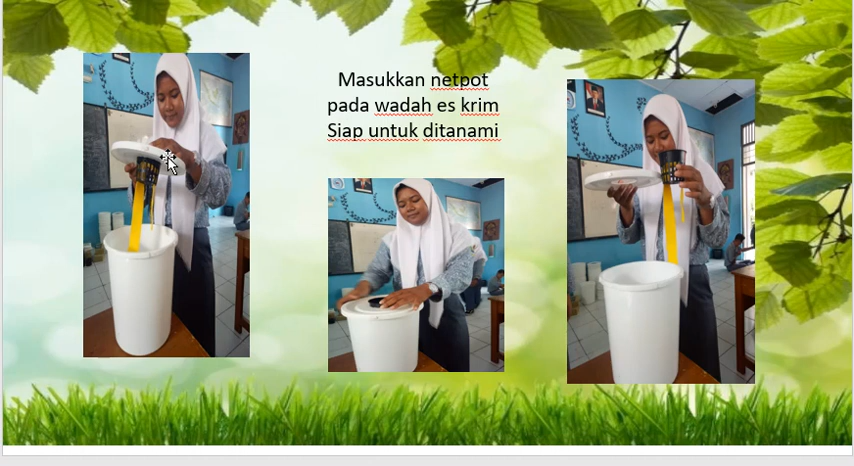 Masukkan netpot
pada wadah es krim
Siap untuk ditanami